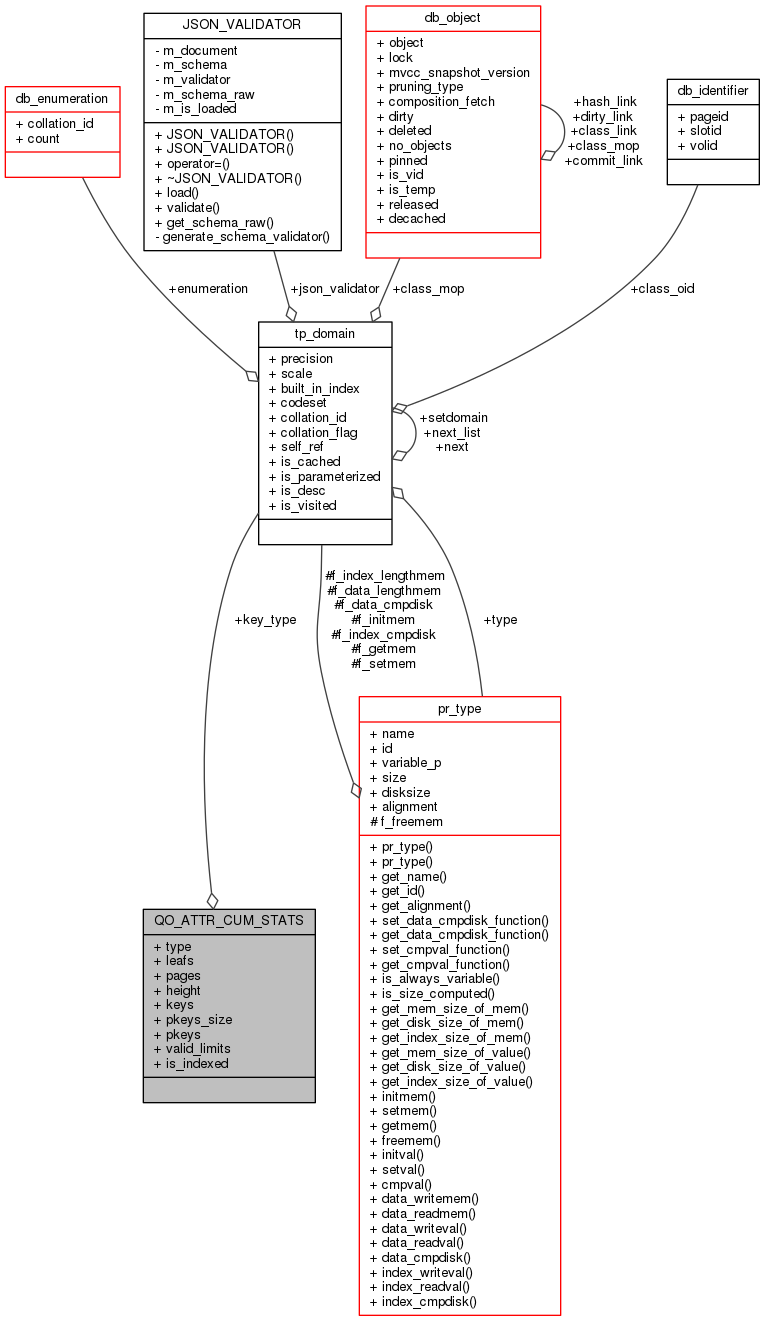 JSON_VALIDATOR
- m_document
- m_schema
- m_validator
- m_schema_raw
- m_is_loaded
+ JSON_VALIDATOR()
+ JSON_VALIDATOR()
+ operator=()
+ ~JSON_VALIDATOR()
+ load()
+ validate()
+ get_schema_raw()
- generate_schema_validator()
db_object
+ object
+ lock
+ mvcc_snapshot_version
+ pruning_type
+ composition_fetch
+ dirty
+ deleted
+ no_objects
+ pinned
+ is_vid
+ is_temp
+ released
+ decached
+hash_link
+dirty_link
+class_link
+class_mop
+commit_link
db_enumeration
+ collation_id
+ count
db_identifier
+ pageid
+ slotid
+ volid
+enumeration
+json_validator
+class_mop
+class_oid
tp_domain
+ precision
+ scale
+ built_in_index
+ codeset
+ collation_id
+ collation_flag
+ self_ref
+ is_cached
+ is_parameterized
+ is_desc
+ is_visited
+setdomain
+next_list
+next
+key_type
#f_index_lengthmem
#f_data_lengthmem
#f_data_cmpdisk
#f_initmem
#f_index_cmpdisk
#f_getmem
#f_setmem
+type
pr_type
+ name
+ id
+ variable_p
+ size
+ disksize
+ alignment
# f_freemem
+ pr_type()
+ pr_type()
+ get_name()
+ get_id()
+ get_alignment()
+ set_data_cmpdisk_function()
+ get_data_cmpdisk_function()
+ set_cmpval_function()
+ get_cmpval_function()
+ is_always_variable()
+ is_size_computed()
+ get_mem_size_of_mem()
+ get_disk_size_of_mem()
+ get_index_size_of_mem()
+ get_mem_size_of_value()
+ get_disk_size_of_value()
+ get_index_size_of_value()
+ initmem()
+ setmem()
+ getmem()
+ freemem()
+ initval()
+ setval()
+ cmpval()
+ data_writemem()
+ data_readmem()
+ data_writeval()
+ data_readval()
+ data_cmpdisk()
+ index_writeval()
+ index_readval()
+ index_cmpdisk()
QO_ATTR_CUM_STATS
+ type
+ leafs
+ pages
+ height
+ keys
+ pkeys_size
+ pkeys
+ valid_limits
+ is_indexed